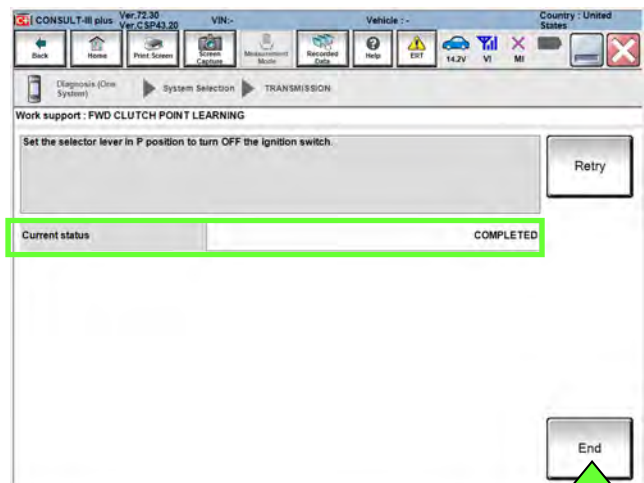 CONSULT-III plus Ver.72.30 Ver.CSP43.20 VIN:- Vehicle : - Country : United States
Back Home Print Screen Screen Capture Measurement Mode Recorded Data Help ERT 14.2V VI MI
Diagnosis (One System) System Selection TRANSMISSION
Work support : FWD CLUTCH POINT LEARNING
Set the selector lever in P position to turn OFF the ignition switch.
Retry
Current status COMPLETED
End